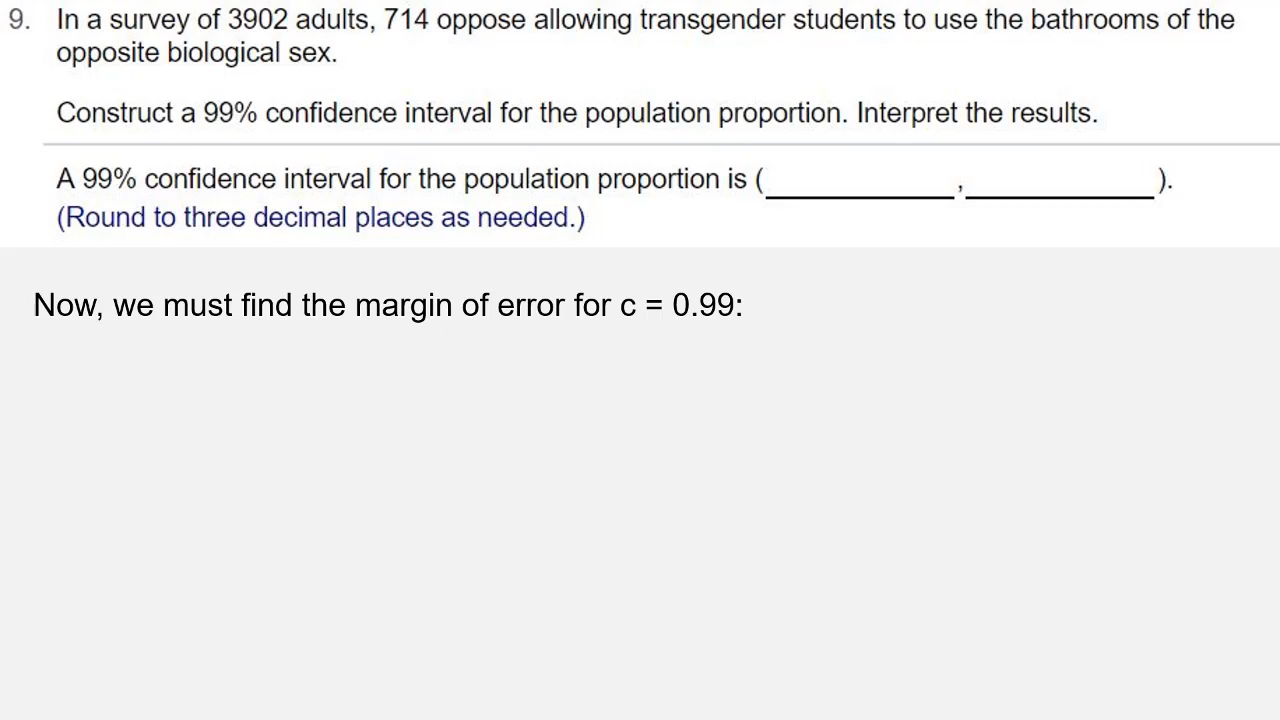 9. In a survey of 3902 adults, 714 oppose allowing transgender students to use the bathrooms of the
opposite biological sex.
Construct a 99% confidence interval for the population proportion. Interpret the results.
A 99% confidence interval for the population proportion is ( , ).
(Round to three decimal places as needed.)
Now, we must find the margin of error for c = 0.99: